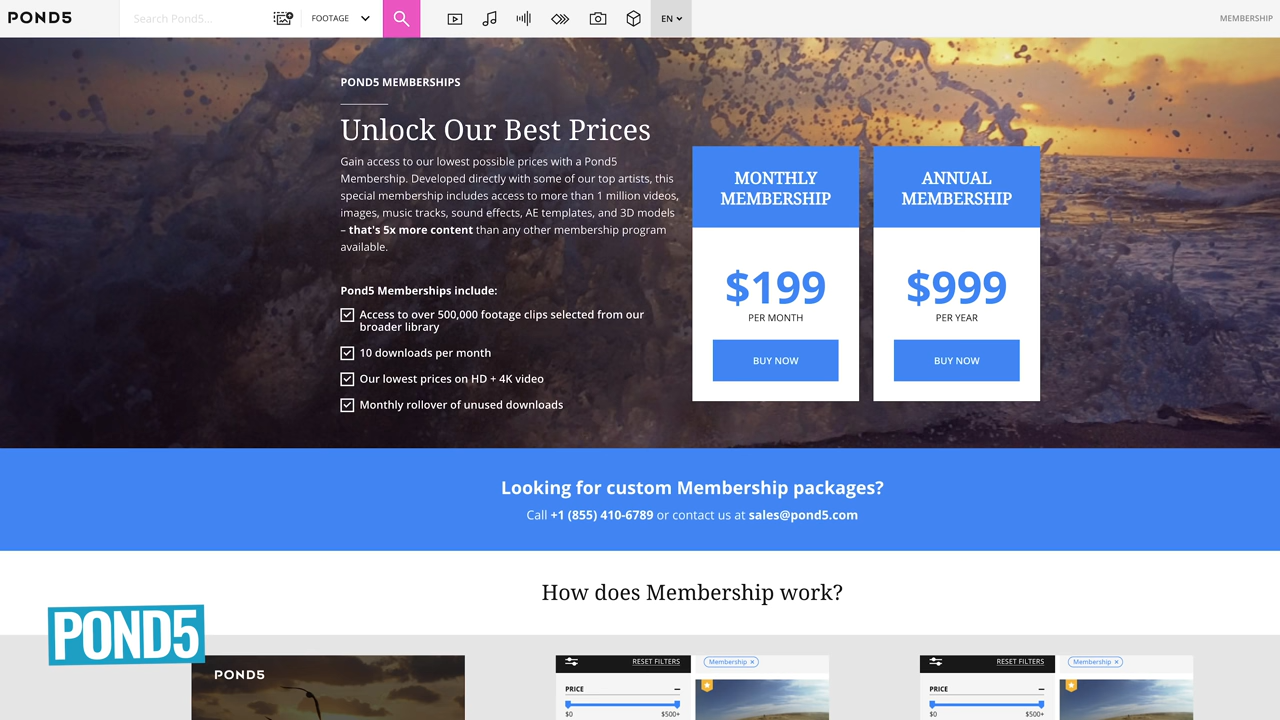 POND5
Search Pond5...
FOOTAGE
EN
MEMBERSHIP
POND5 MEMBERSHIPS
Unlock Our Best Prices
Gain access to our lowest possible prices with a Pond5
Membership. Developed directly with some of our top artists, this
special membership includes access to more than 1 million videos,
images, music tracks, sound effects, AE templates, and 3D models
– that's 5x more content than any other membership program
available.
Pond5 Memberships include:
Access to over 500,000 footage clips selected from our
broader library
10 downloads per month
Our lowest prices on HD + 4K video
Monthly rollover of unused downloads
MONTHLY
MEMBERSHIP
$199
PER MONTH
BUY NOW
ANNUAL
MEMBERSHIP
$999
PER YEAR
BUY NOW
Looking for custom Membership packages?
Call +1 (855) 410-6789 or contact us at sales@pond5.com
How does Membership work?
POND5
POND5
RESET FILTERS
Membership ×
PRICE
$0
$500+
RESET FILTERS
Membership ×
PRICE
$0
$500+